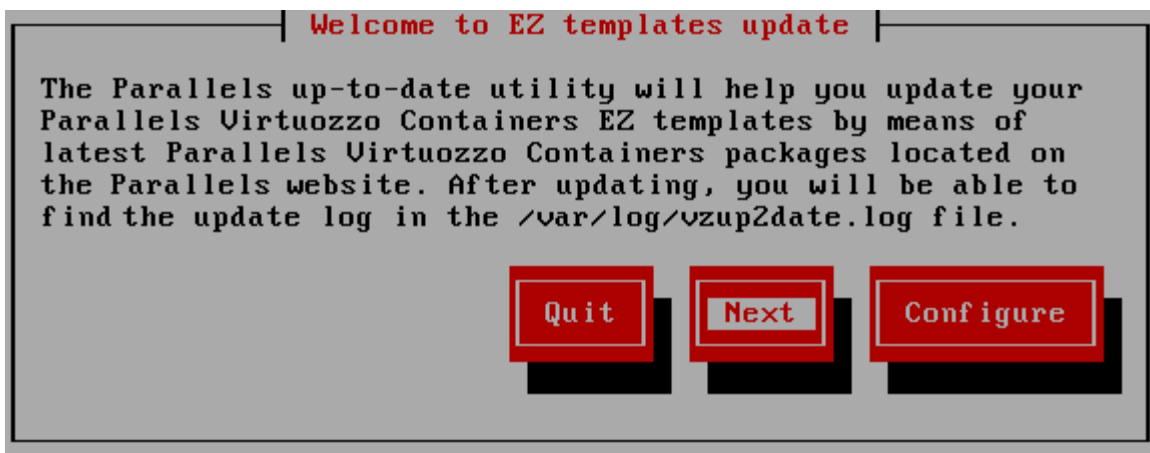 Welcome to EZ templates update
The Parallels up-to-date utility will help you update your
Parallels Virtuozzo Containers EZ templates by means of
latest Parallels Virtuozzo Containers packages located on
the Parallels website. After updating, you will be able to
find the update log in the /var/log/vzup2date.log file.
Quit Next Configure